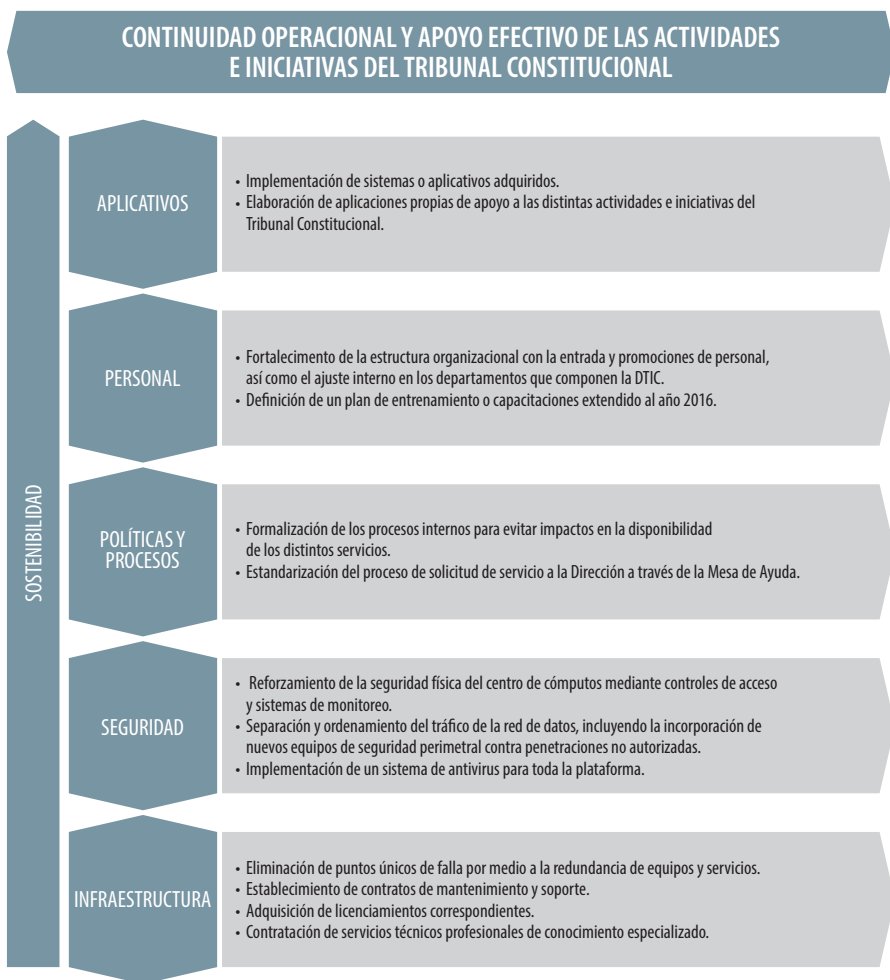 CONTINUIDAD OPERACIONAL Y APOYO EFECTIVO DE LAS ACTIVIDADES
E INICIATIVAS DEL TRIBUNAL CONSTITUCIONAL
SOSTENIBILIDAD
APLICATIVOS
• Implementación de sistemas o aplicativos adquiridos.
• Elaboración de aplicaciones propias de apoyo a las distintas actividades e iniciativas del
Tribunal Constitucional.
PERSONAL
• Fortalecimento de la estructura organizacional con la entrada y promociones de personal,
así como el ajuste interno en los departamentos que componen la DTIC.
• Definición de un plan de entrenamiento o capacitaciones extendido al año 2016.
POLÍTICAS Y
PROCESOS
• Formalización de los procesos internos para evitar impactos en la disponibilidad
de los distintos servicios.
• Estandarización del proceso de solicitud de servicio a la Dirección a través de la Mesa de Ayuda.
SEGURIDAD
• Reforzamiento de la seguridad física del centro de cómputos mediante controles de acceso
y sistemas de monitoreo.
• Separación y ordenamiento del tráfico de la red de datos, incluyendo la incorporación de
nuevos equipos de seguridad perimetral contra penetraciones no autorizadas.
• Implementación de un sistema de antivirus para toda la plataforma.
INFRAESTRUCTURA
• Eliminación de puntos únicos de falla por medio a la redundancia de equipos y servicios.
• Establecimiento de contratos de mantenimiento y soporte.
• Adquisición de licenciamientos correspondientes.
• Contratación de servicios técnicos profesionales de conocimiento especializado.